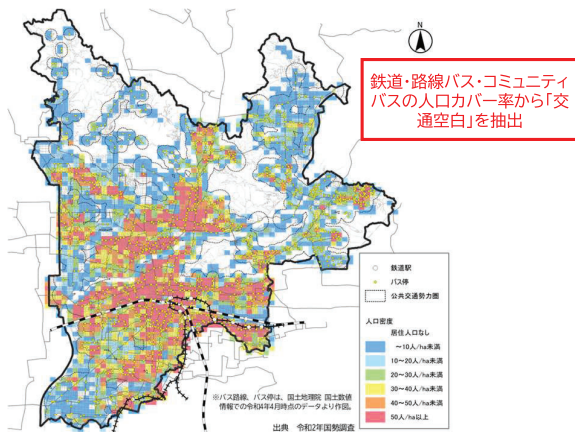 N
鉄道・路線バス・コミュニティ
バスの人口カバー率から「交
通空白」を抽出
鉄道駅
バス停
公共交通勢力圏
人口密度
居住人口なし
～10人/ha未満
10～20人/ha未満
20～30人/ha未満
30～40人/ha未満
40～50人/ha未満
50人/ha以上
※バス路線、バス停は、国土地理院 国土数値
情報での令和4年4月時点のデータより作図。
出典 令和2年国勢調査